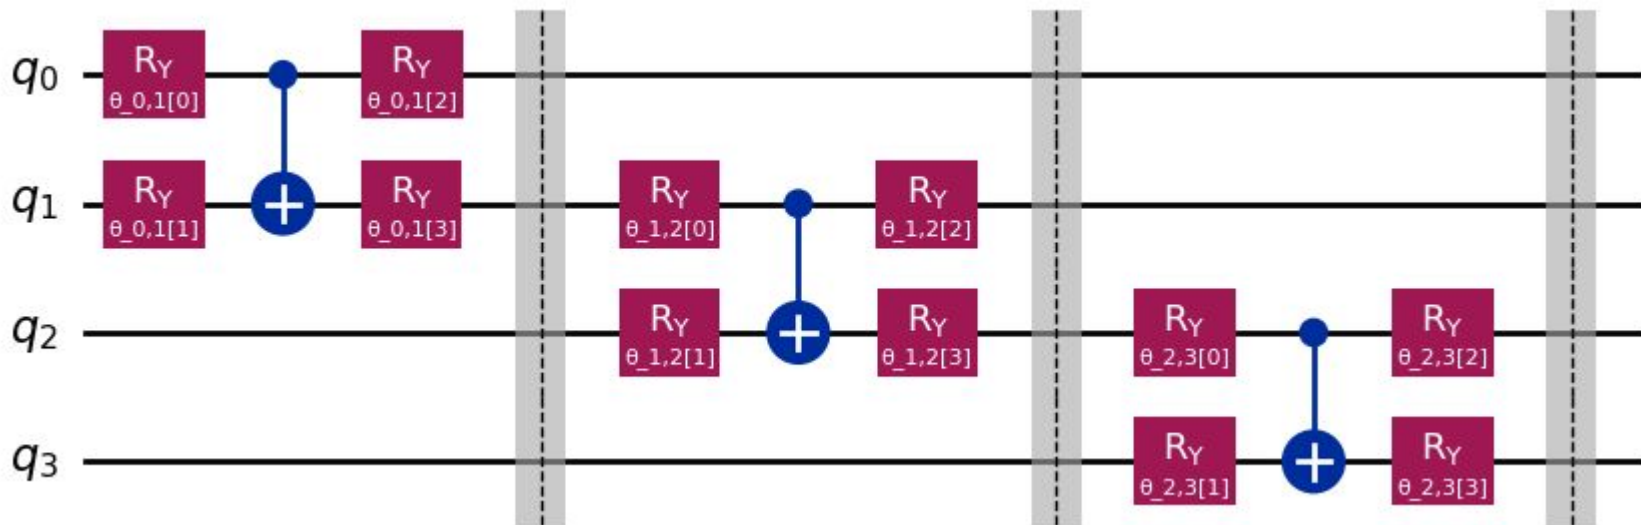 q0
RY
θ_0,1[0]
RY
θ_0,1[2]
q1
RY
θ_0,1[1]
RY
θ_0,1[3]
RY
θ_1,2[0]
RY
θ_1,2[2]
q2
RY
θ_1,2[1]
RY
θ_1,2[3]
RY
θ_2,3[0]
RY
θ_2,3[2]
q3
RY
θ_2,3[1]
RY
θ_2,3[3]